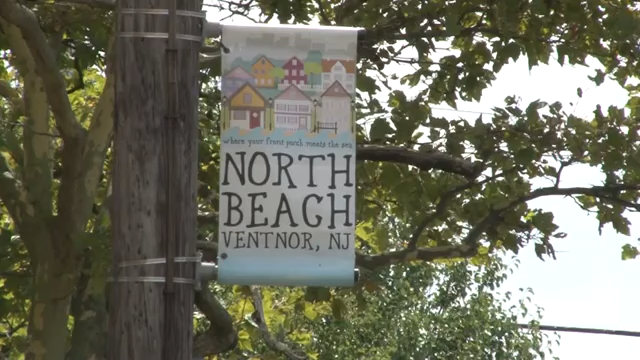 where your front porch meets the sea
NORTH
BEACH
VENTNOR, NJ